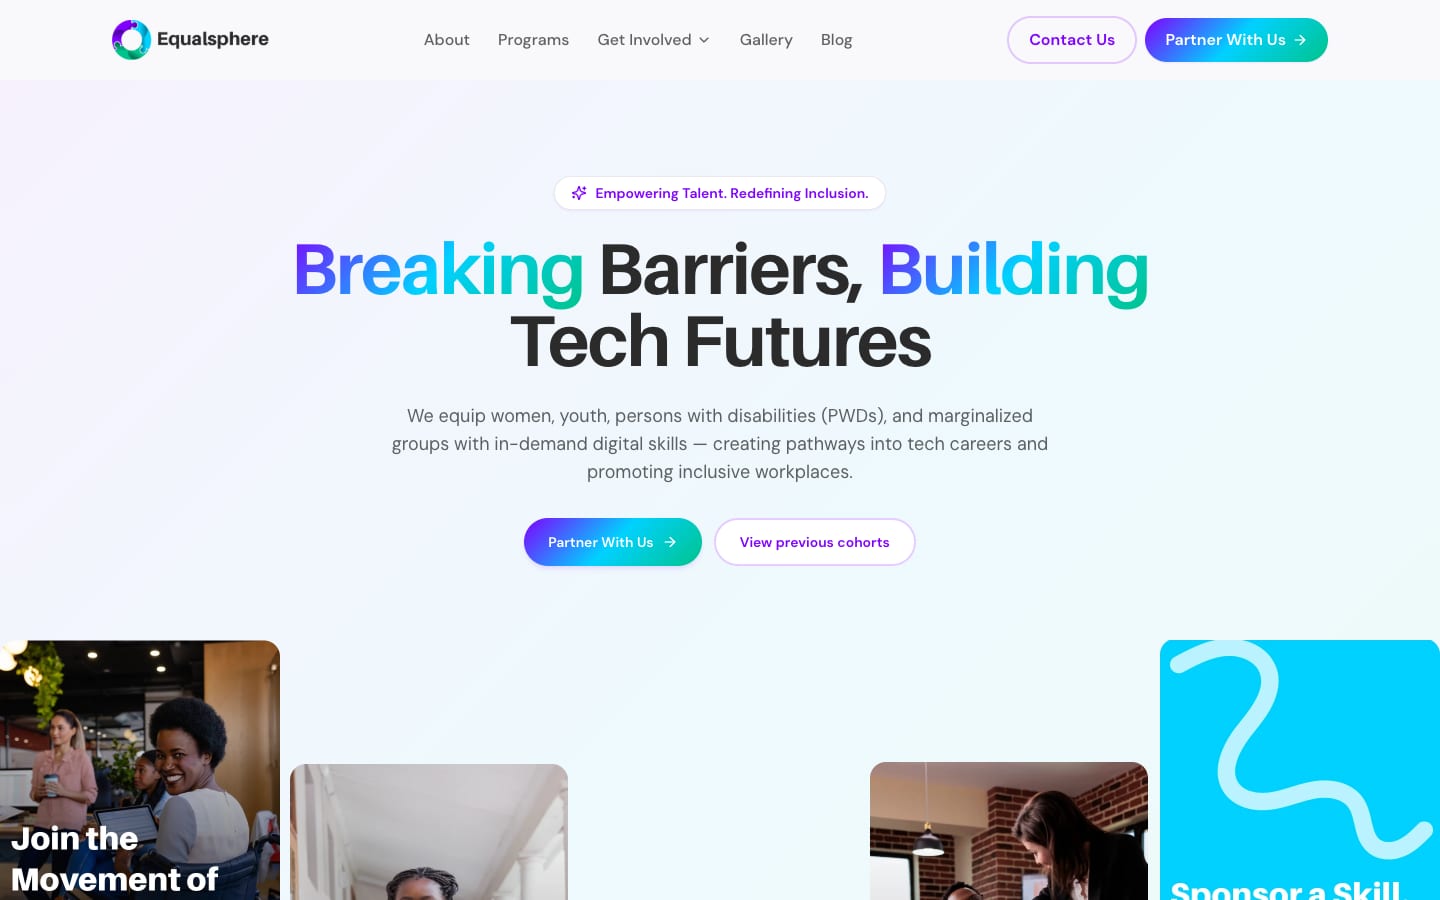 Equalsphere
About
Programs
Get Involved
Gallery
Blog
Contact Us
Partner With Us
Empowering Talent. Redefining Inclusion.
Breaking Barriers, Building
Tech Futures
We equip women, youth, persons with disabilities (PWDs), and marginalized
groups with in-demand digital skills — creating pathways into tech careers and
promoting inclusive workplaces.
Partner With Us
View previous cohorts
Join the
Movement of
Sponsor a Skill.